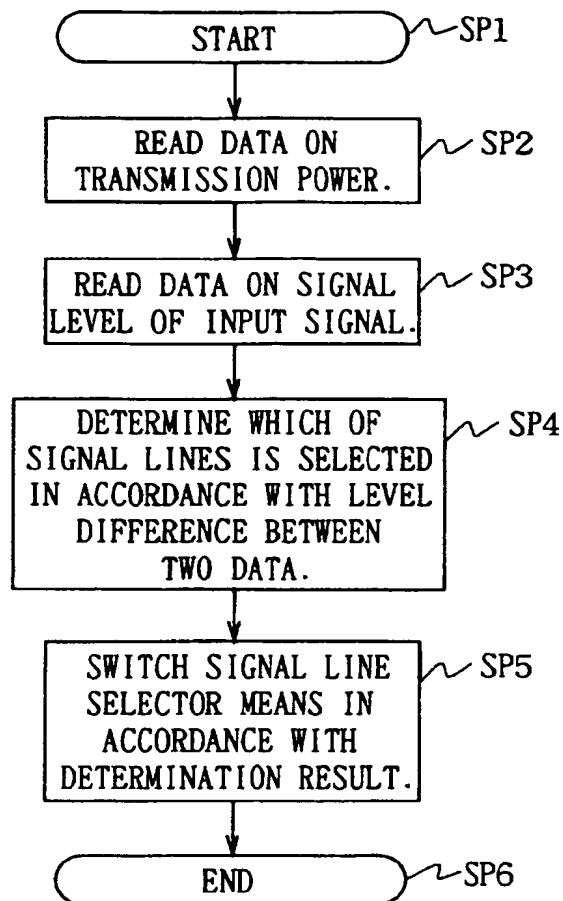 START
SP1
READ DATA ON
TRANSMISSION POWER.
SP2
READ DATA ON SIGNAL
LEVEL OF INPUT SIGNAL.
SP3
DETERMINE WHICH OF
SIGNAL LINES IS SELECTED
IN ACCORDANCE WITH LEVEL
DIFFERENCE BETWEEN
TWO DATA.
SP4
SWITCH SIGNAL LINE
SELECTOR MEANS IN
ACCORDANCE WITH
DETERMINATION RESULT.
SP5
END
SP6